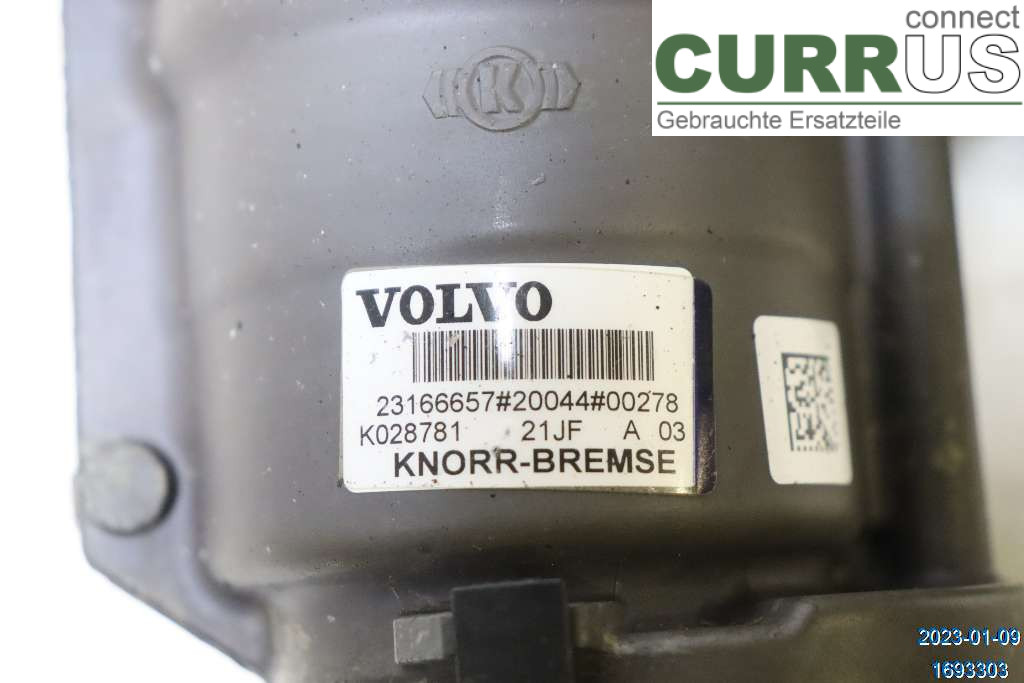 connect
CURRUS
Gebrauchte Ersatzteile
K
VOLVO
23166657#20044#00278
K028781 21JF A 03
KNORR-BREMSE
2023-01-09
1693303